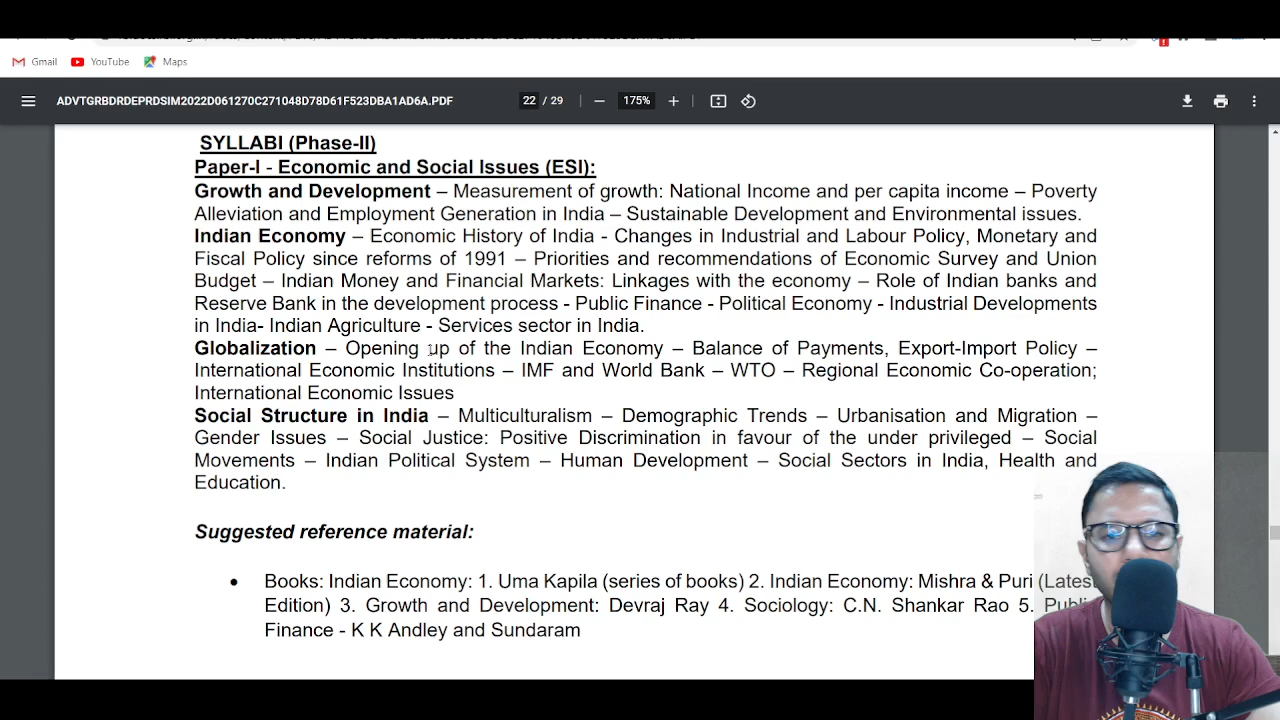 Gmail YouTube Maps
ADVTGRBDRDEPRDSIM2022D061270C271048D78D61F523DBA1AD6A.PDF 22 / 29 175%
SYLLABI (Phase-II)
Paper-I - Economic and Social Issues (ESI):
Growth and Development – Measurement of growth: National Income and per capita income – Poverty
Alleviation and Employment Generation in India – Sustainable Development and Environmental issues.
Indian Economy – Economic History of India - Changes in Industrial and Labour Policy, Monetary and
Fiscal Policy since reforms of 1991 – Priorities and recommendations of Economic Survey and Union
Budget – Indian Money and Financial Markets: Linkages with the economy – Role of Indian banks and
Reserve Bank in the development process - Public Finance - Political Economy - Industrial Developments
in India- Indian Agriculture - Services sector in India.
Globalization – Opening up of the Indian Economy – Balance of Payments, Export-Import Policy –
International Economic Institutions – IMF and World Bank – WTO – Regional Economic Co-operation;
International Economic Issues
Social Structure in India – Multiculturalism – Demographic Trends – Urbanisation and Migration –
Gender Issues – Social Justice: Positive Discrimination in favour of the under privileged – Social
Movements – Indian Political System – Human Development – Social Sectors in India, Health and
Education.
Suggested reference material:
• Books: Indian Economy: 1. Uma Kapila (series of books) 2. Indian Economy: Mishra & Puri (Latest
Edition) 3. Growth and Development: Devraj Ray 4. Sociology: C.N. Shankar Rao 5. Public
Finance - K K Andley and Sundaram